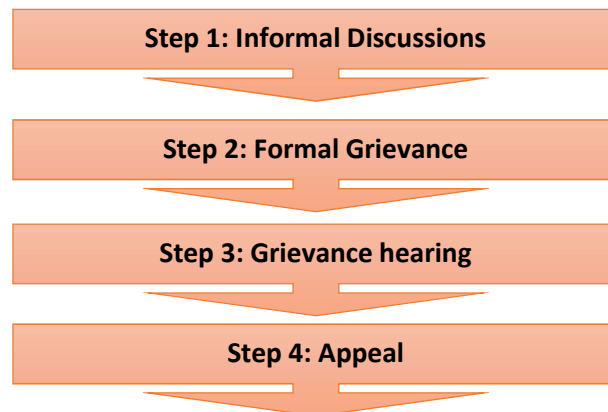 Step 1: Informal Discussions
Step 2: Formal Grievance
Step 3: Grievance hearing
Step 4: Appeal